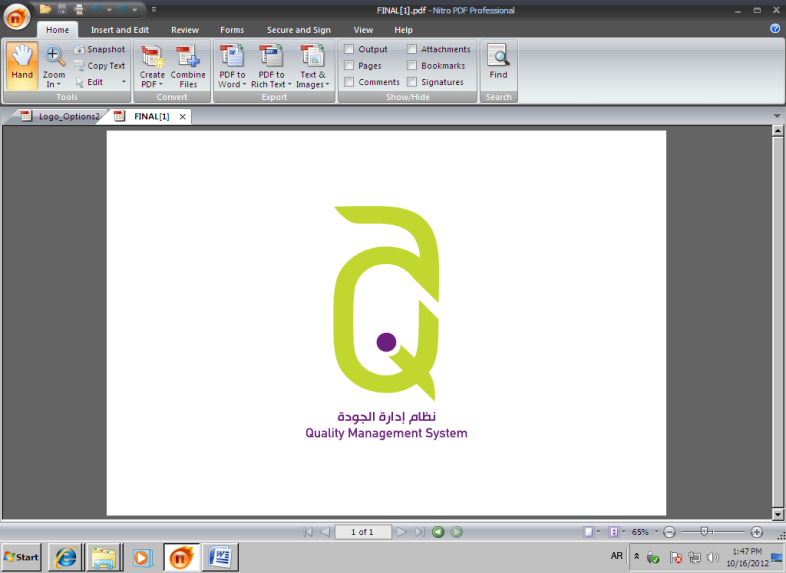 FINAL[1].pdf - Nitro PDF Professional
Home Insert and Edit Review Forms Secure and Sign View Help
Hand
Zoom In
Snapshot
Copy Text
Edit
Tools
Create PDF
Combine Files
Convert
PDF to Word
PDF to Rich Text
Text & Images
Export
Output
Pages
Comments
Attachments
Bookmarks
Signatures
Show/Hide
Find
Search
Logo_Options2 FINAL[1]
نظام إدارة الجودة
Quality Management System
1 of 1
65%
Start
AR
1:47 PM
10/16/2012